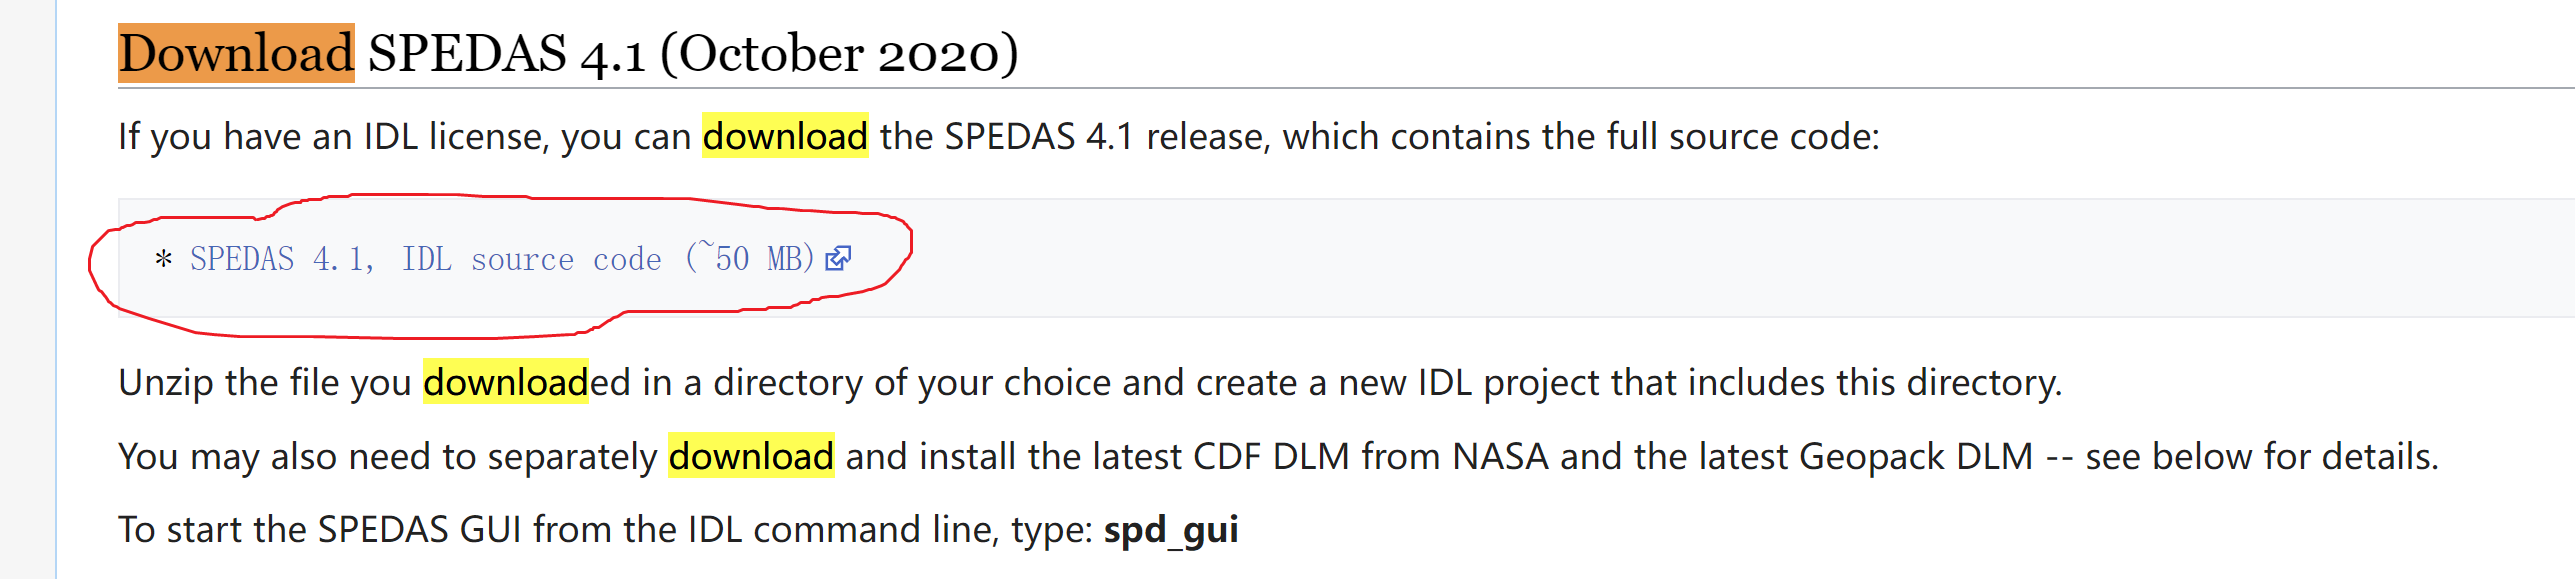 Download SPEDAS 4.1 (October 2020)
If you have an IDL license, you can download the SPEDAS 4.1 release, which contains the full source code:
* SPEDAS 4.1, IDL source code (~50 MB)
Unzip the file you downloaded in a directory of your choice and create a new IDL project that includes this directory.
You may also need to separately download and install the latest CDF DLM from NASA and the latest Geopack DLM -- see below for details.
To start the SPEDAS GUI from the IDL command line, type: spd_gui